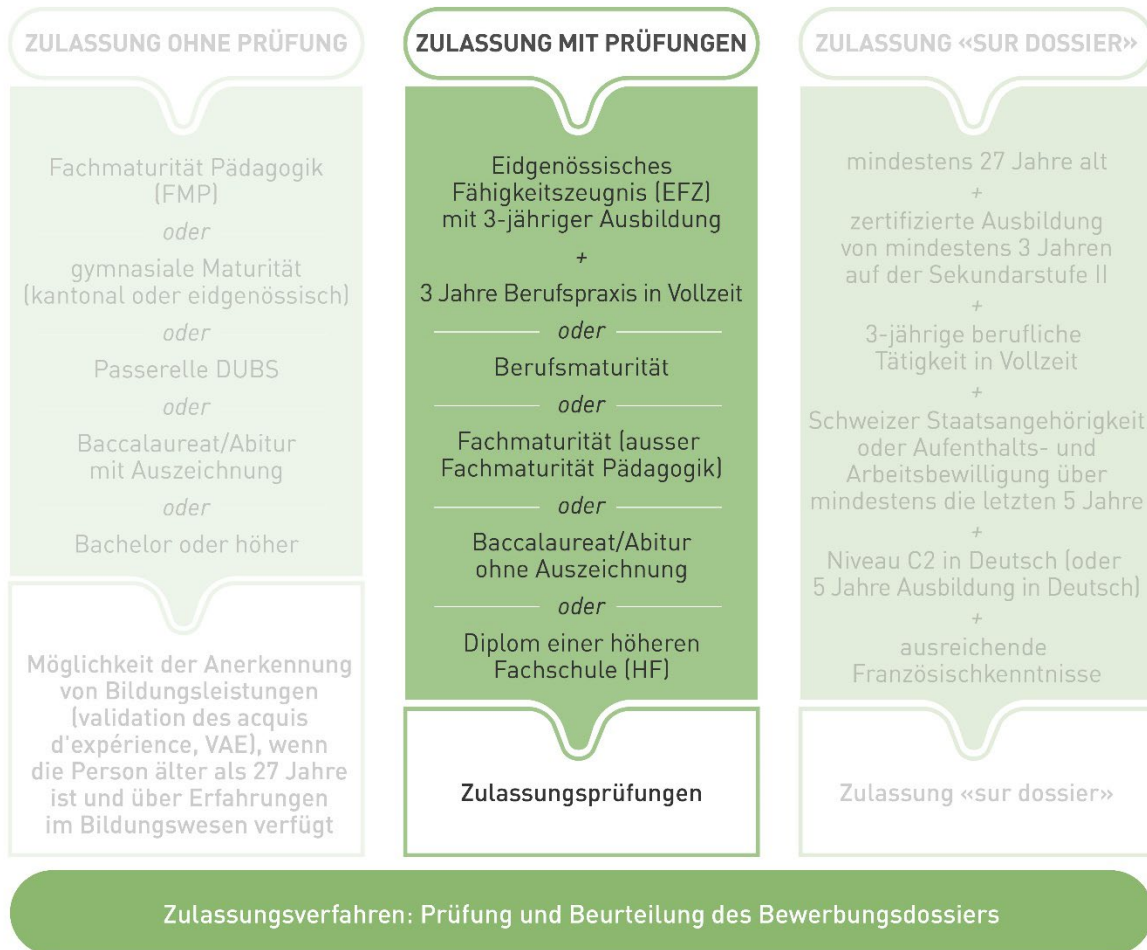 ZULASSUNG OHNE PRÜFUNG
Fachmaturität Pädagogik
(FMP)
oder
gymnasiale Maturität
(kantonal oder eidgenössisch)
oder
Passerelle DUBS
oder
Baccalaureat/Abitur
mit Auszeichnung
oder
Bachelor oder höher
Möglichkeit der Anerkennung
von Bildungsleistungen
(validation des acquis
d'expérience, VAE), wenn
die Person älter als 27 Jahre
ist und über Erfahrungen
im Bildungswesen verfügt
ZULASSUNG MIT PRÜFUNGEN
Eidgenössisches
Fähigkeitszeugnis (EFZ)
mit 3-jähriger Ausbildung
+
3 Jahre Berufspraxis in Vollzeit
oder
Berufsmaturität
oder
Fachmaturität (ausser
Fachmaturität Pädagogik)
oder
Baccalaureat/Abitur
ohne Auszeichnung
oder
Diplom einer höheren
Fachschule (HF)
Zulassungsprüfungen
ZULASSUNG «SUR DOSSIER»
mindestens 27 Jahre alt
+
zertifizierte Ausbildung
von mindestens 3 Jahren
auf der Sekundarstufe II
+
3-jährige berufliche
Tätigkeit in Vollzeit
+
Schweizer Staatsangehörigkeit
oder Aufenthalts- und
Arbeitsbewilligung über
mindestens die letzten 5 Jahre
+
Niveau C2 in Deutsch (oder
5 Jahre Ausbildung in Deutsch)
+
ausreichende
Französischkenntnisse
Zulassung «sur dossier»
Zulassungsverfahren: Prüfung und Beurteilung des Bewerbungsdossiers